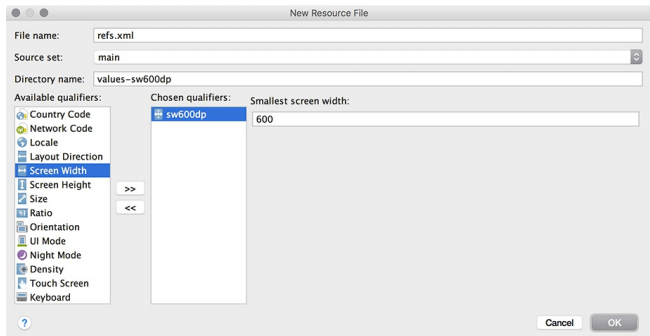 New Resource File
File name: refs.xml
Source set: main
Directory name: values-sw600dp
Available qualifiers: Chosen qualifiers: Smallest screen width:
Country Code sw600dp 600
Network Code
Locale
Layout Direction
Screen Width
Screen Height >>
Size
Ratio <<
Orientation
UI Mode
Night Mode
Density
Touch Screen
Keyboard
? Cancel OK